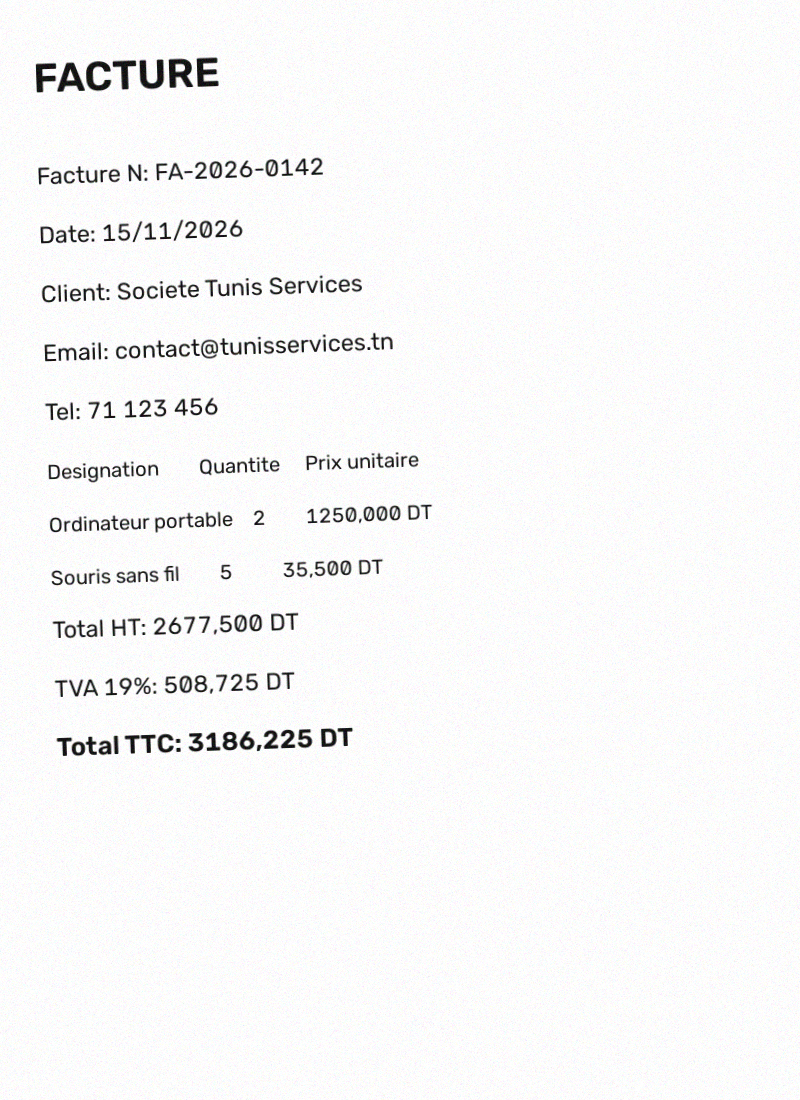 FACTURE
Facture N: FA-2026-0142
Date: 15/11/2026
Client: Societe Tunis Services
Email: contact@tunisservices.tn
Tel: 71 123 456
Designation Quantite Prix unitaire
Ordinateur portable 2 1250,000 DT
Souris sans fil 5 35,500 DT
Total HT: 2677,500 DT
TVA 19%: 508,725 DT
Total TTC: 3186,225 DT